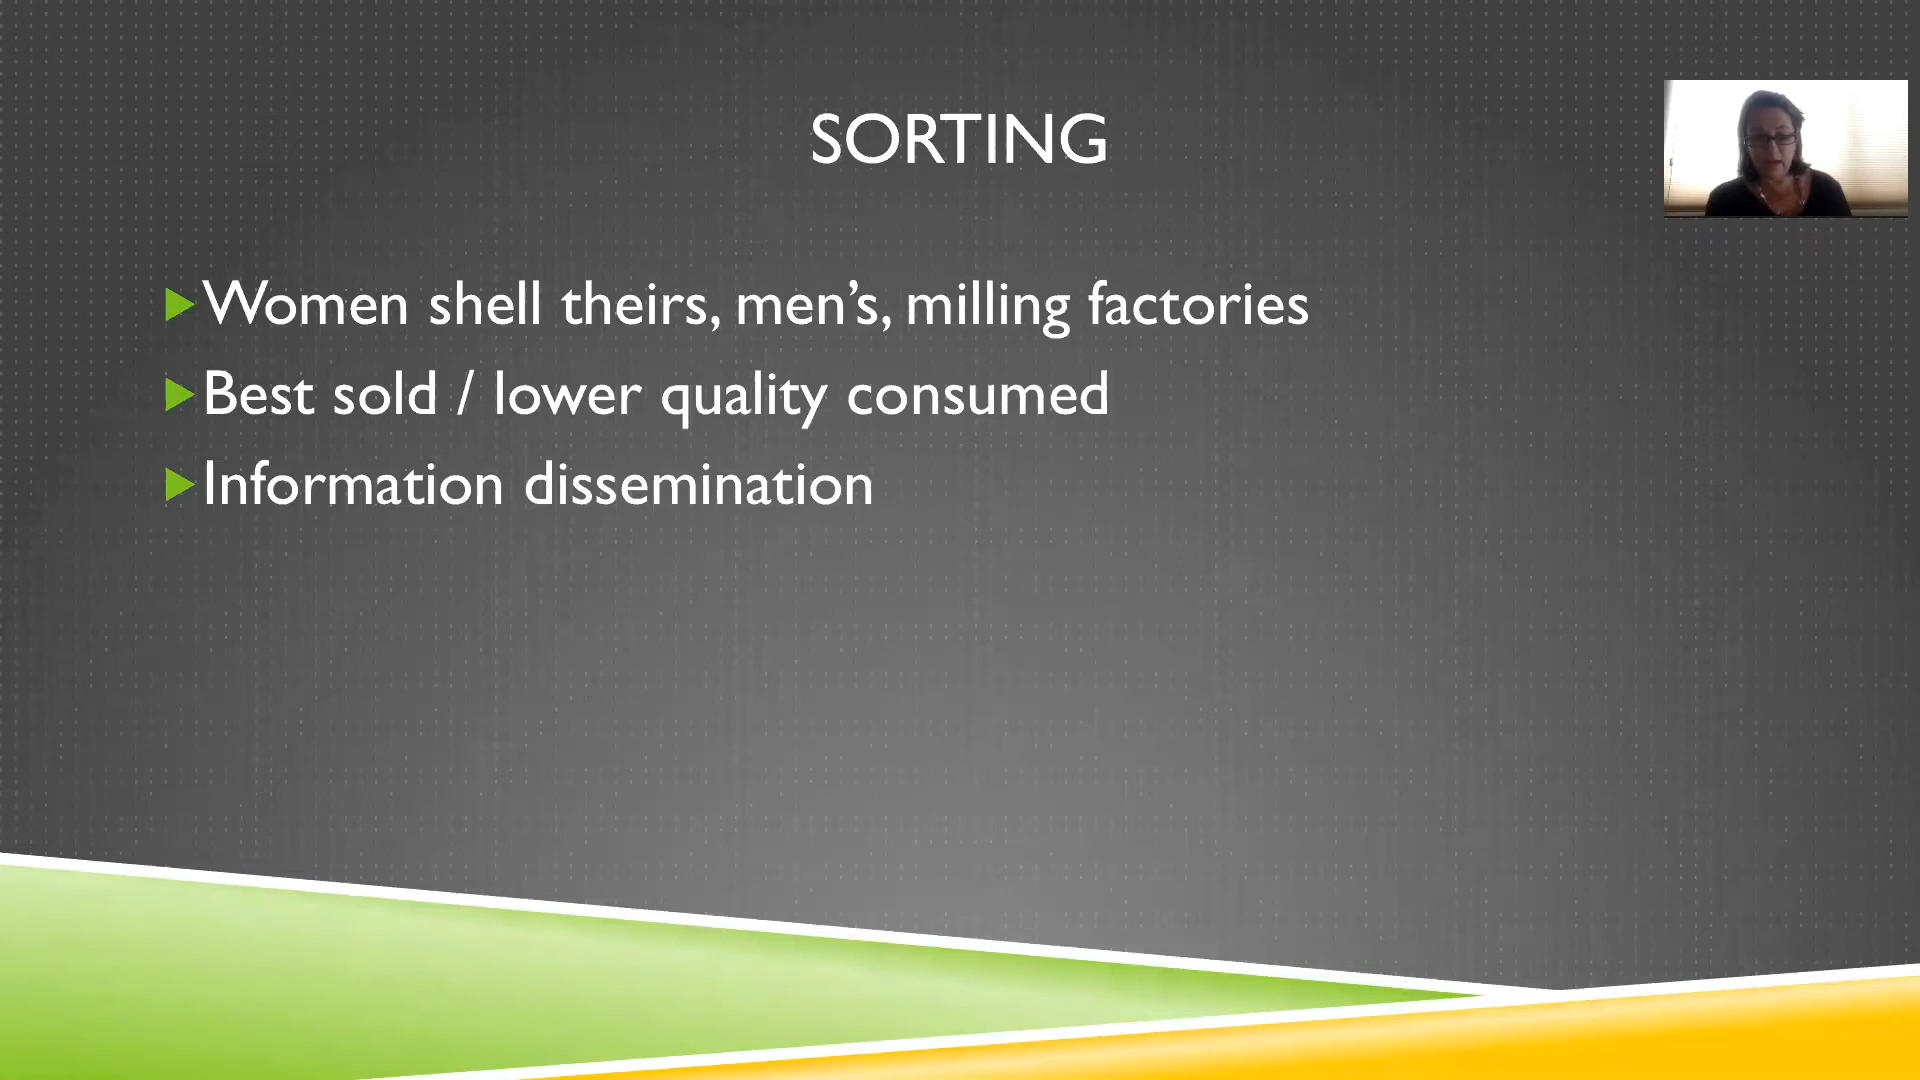 SORTING
Women shell theirs, men’s, milling factories
Best sold / lower quality consumed
Information dissemination